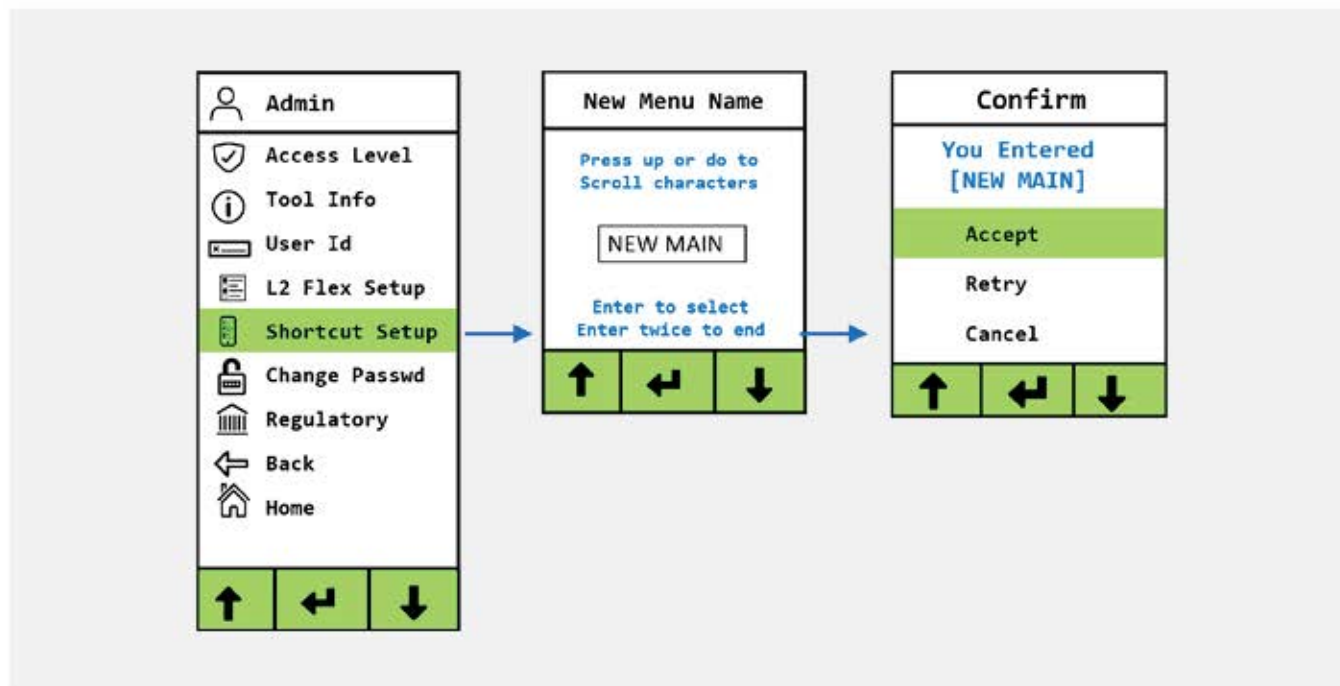 Admin
Access Level
Tool Info
User Id
L2 Flex Setup
Shortcut Setup
Change Passwd
Regulatory
Back
Home
New Menu Name
Press up or do to
Scroll characters
NEW MAIN
Enter to select
Enter twice to end
Confirm
You Entered
[NEW MAIN]
Accept
Retry
Cancel